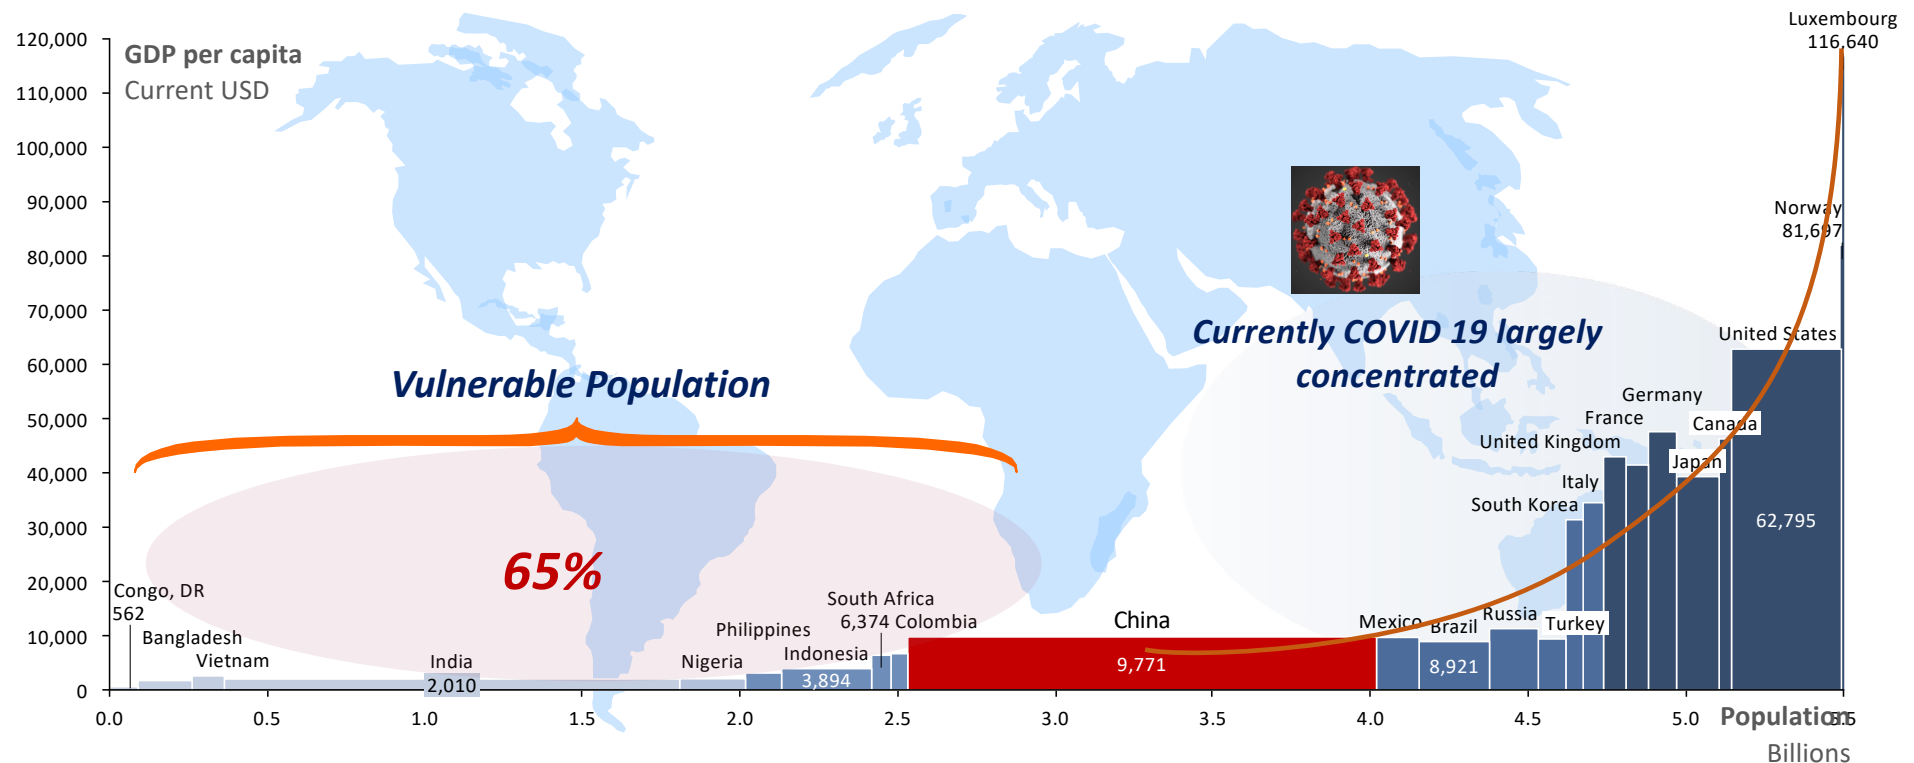 GDP per capita
Current USD
120,000
110,000
100,000
90,000
80,000
70,000
60,000
50,000
40,000
30,000
20,000
10,000
0
Luxembourg
116,640
Norway
81,697
United States
62,795
Currently COVID 19 largely
concentrated
Vulnerable Population
65%
Germany
France
Canada
United Kingdom
Japan
Italy
South Korea
Congo, DR
562
Bangladesh
Vietnam
India
2,010
Nigeria
Philippines
Indonesia
3,894
South Africa
6,374
Colombia
China
9,771
Mexico
Brazil
8,921
Russia
Turkey
0.0
0.5
1.0
1.5
2.0
2.5
3.0
3.5
4.0
4.5
5.0
5.5
Population
Billions